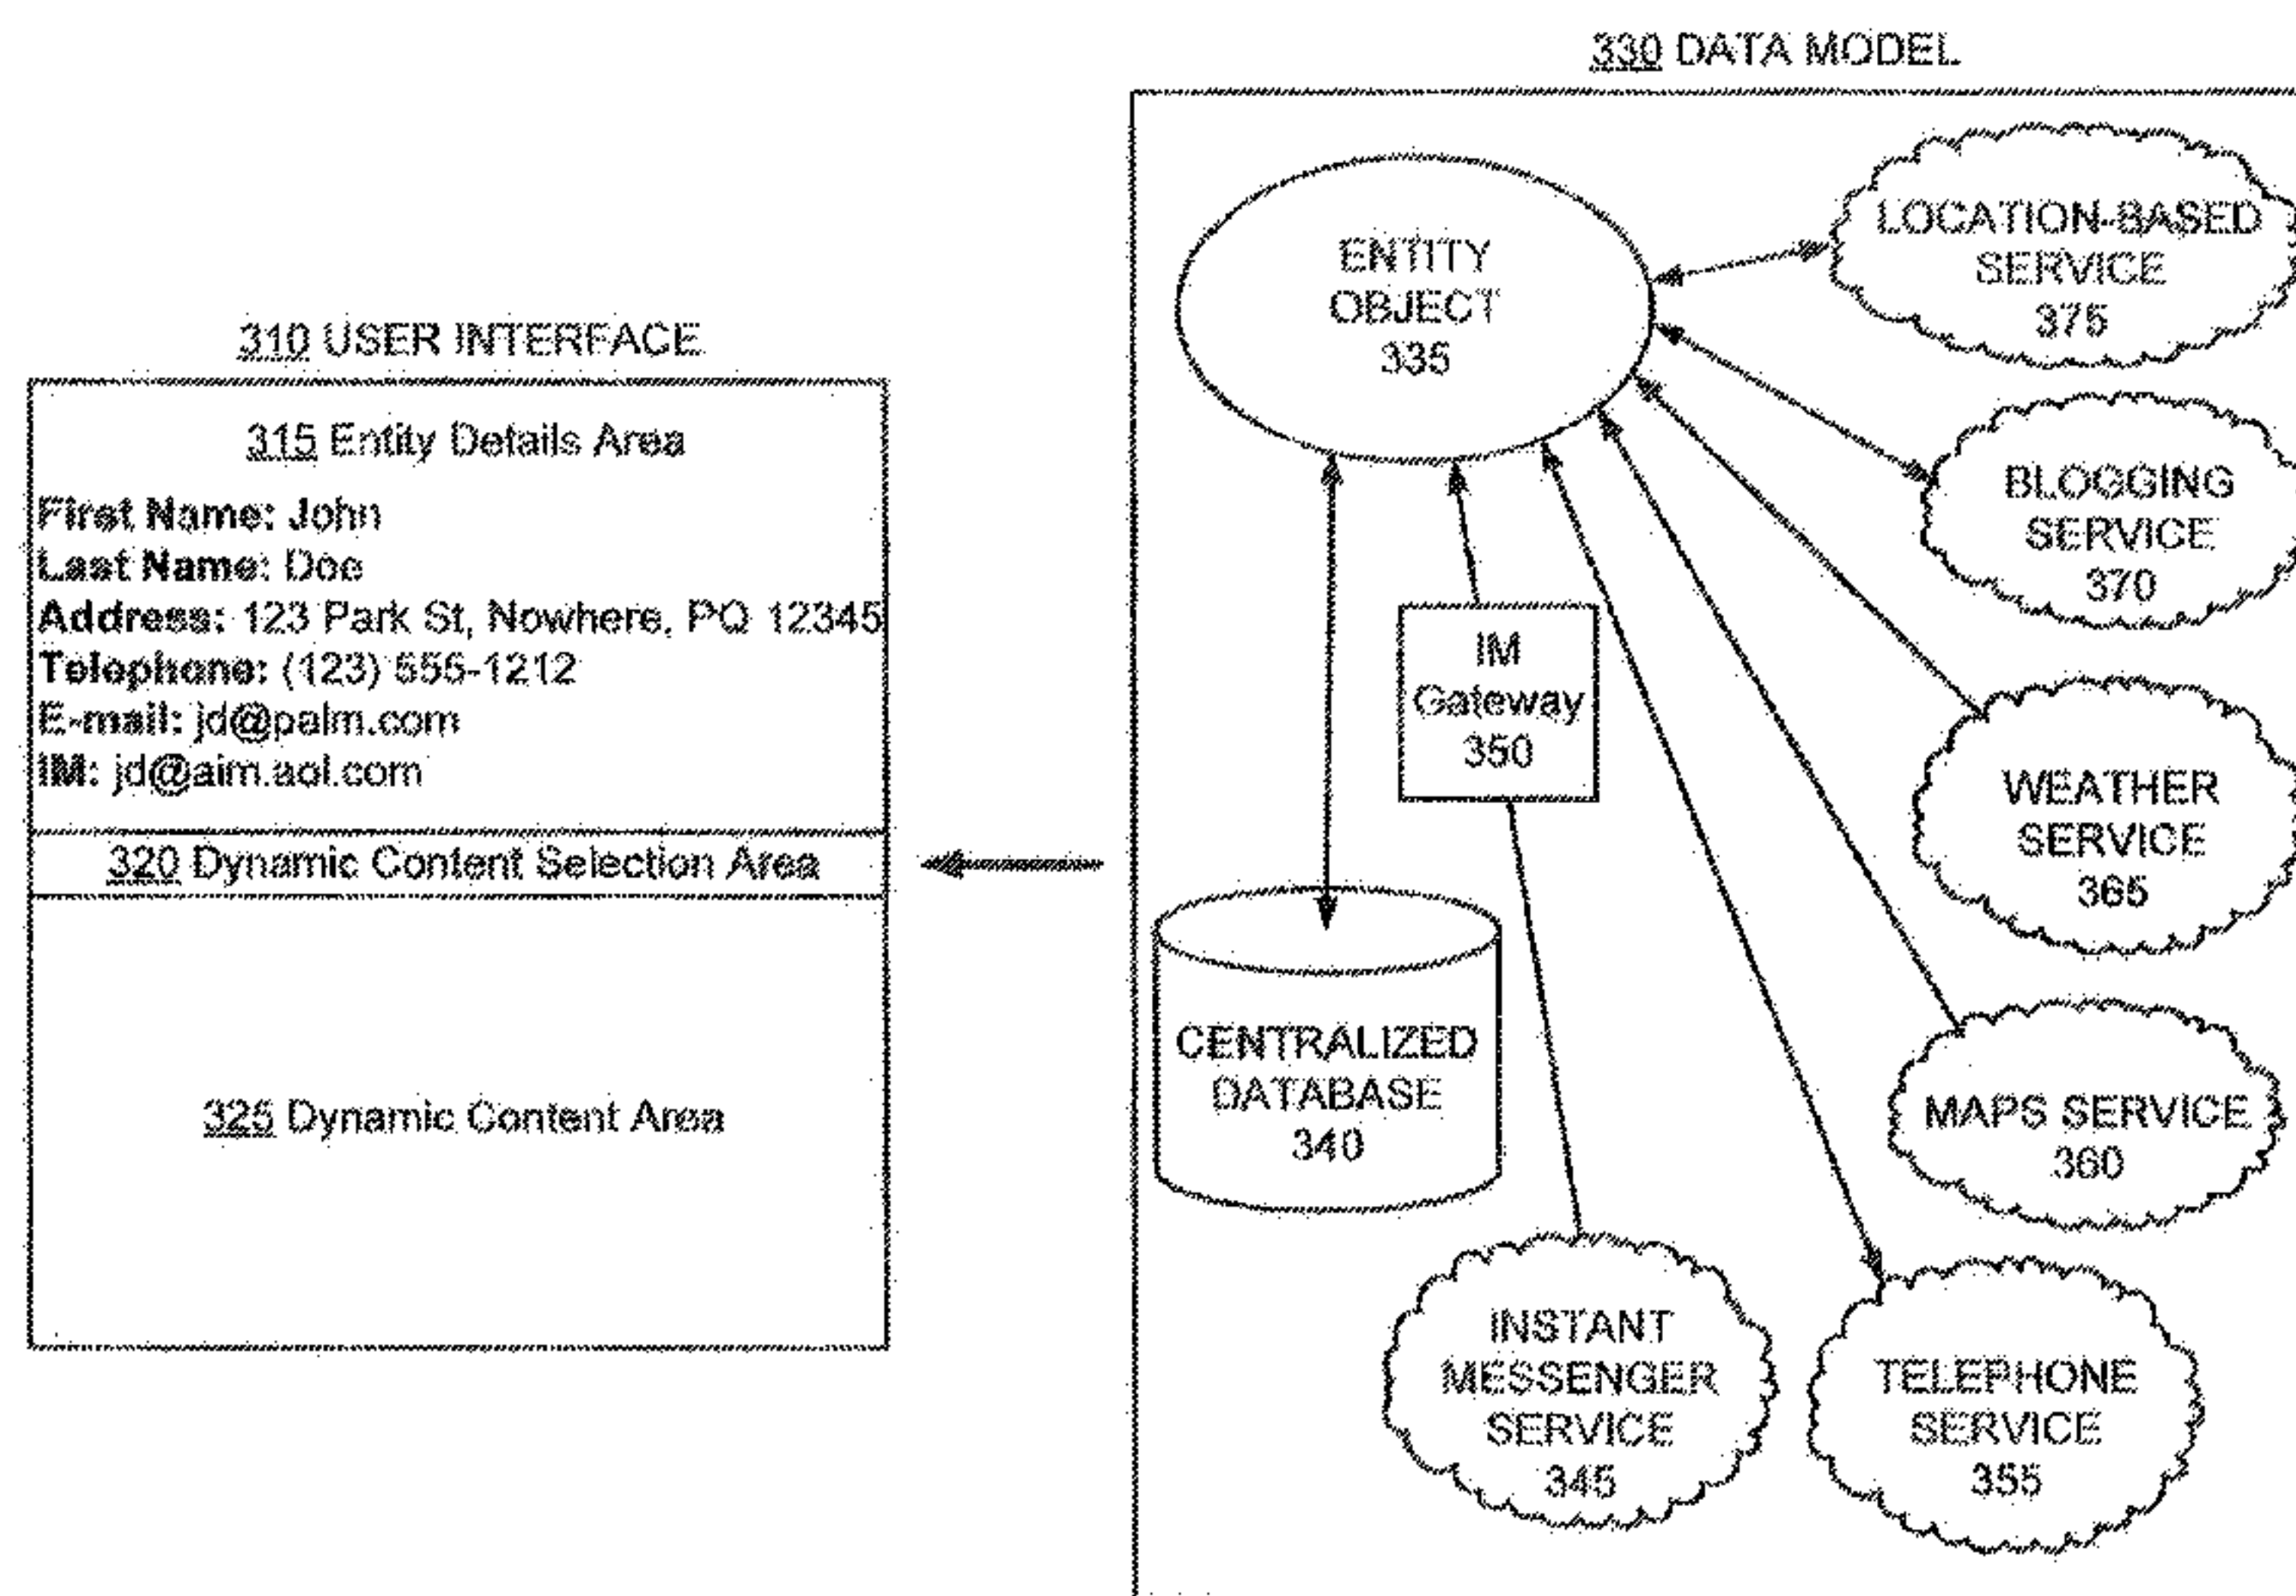 330 DATA MODEL
310 USER INTERFACE
315 Entity Details Area
First Name: John
Last Name: Doe
Address: 123 Park St, Nowhere, PQ 12345
Telephone: (123) 555-1212
E-mail: jd@palm.com
IM: jd@aim.aol.com
320 Dynamic Content Selection Area
325 Dynamic Content Area
ENTITY
OBJECT
335
IM
Gateway
350
CENTRALIZED
DATABASE
340
LOCATION-BASED
SERVICE
375
BLOGGING
SERVICE
370
WEATHER
SERVICE
365
MAPS SERVICE
360
INSTANT
MESSENGER
SERVICE
345
TELEPHONE
SERVICE
355